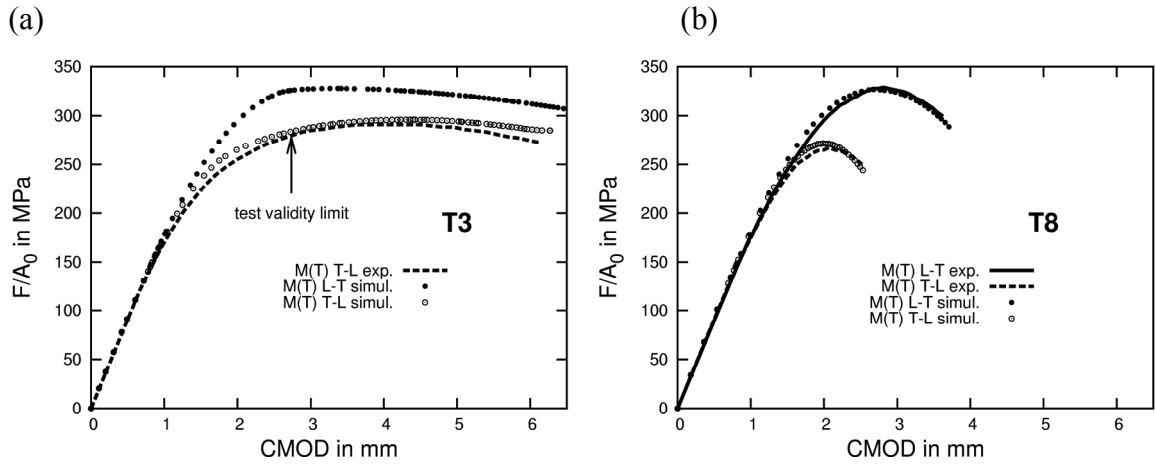 (a)
F/A0 in MPa
350
300
250
200
150
100
50
0
0 1 2 3 4 5 6
CMOD in mm
test validity limit
T3
M(T) T-L exp.
M(T) L-T simul.
M(T) T-L simul.
(b)
F/A0 in MPa
350
300
250
200
150
100
50
0
0 1 2 3 4 5 6
CMOD in mm
T8
M(T) L-T exp.
M(T) T-L exp.
M(T) L-T simul.
M(T) T-L simul.